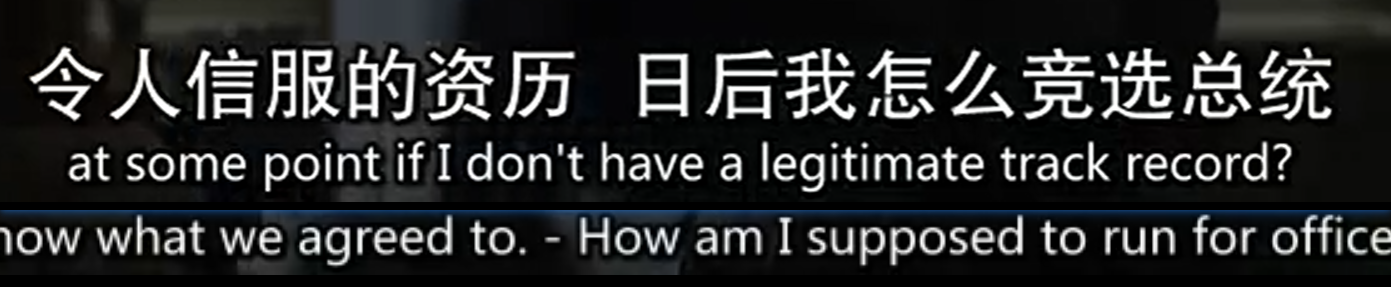 令人信服的资历 日后我怎么竞选总统
at some point if I don't have a legitimate track record?
what we agreed to. - How am I supposed to run for office